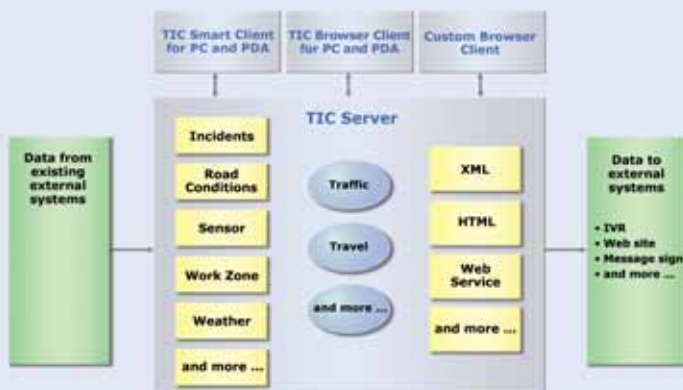 TIC Smart Client
for PC and PDA
TIC Browser Client
for PC and PDA
Custom Browser
Client
TIC Server
Data from
existing
external
systems
Incidents
Road
Conditions
Sensor
Work Zone
Weather
and more ...
Traffic
Travel
and more ...
XML
HTML
Web
Service
and more ...
Data to
external
systems
• IVR
• Web site
• Message sign
• and more ...